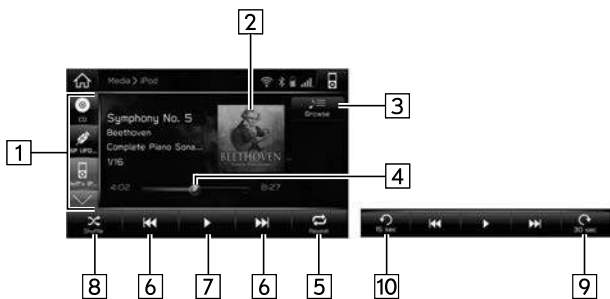 2
Media > iPod
3
Browse
CD
1
Symphony No. 5
Beethoven
Complete Piano Sona...
1/16
BEETHOVEN
4
4:02
8:27
Shuffle
Repeat
15 sec
30 sec
8
6
7
6
5
10
9